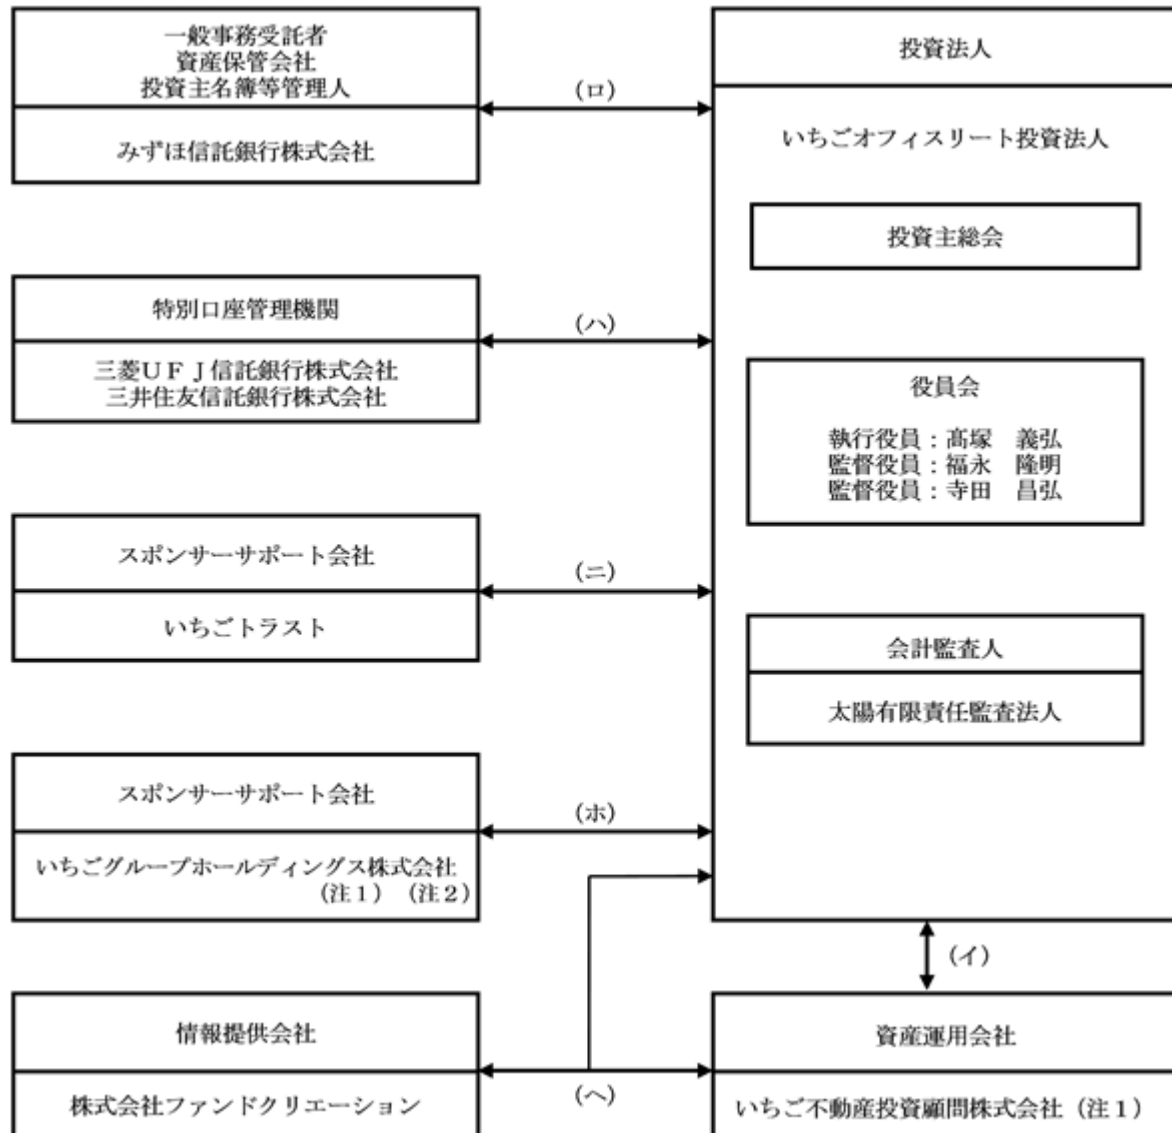 一般事務受託者
資産保管会社
投資主名簿等管理人
みずほ信託銀行株式会社
(ロ)
特別口座管理機関
三菱UFJ信託銀行株式会社
三井住友信託銀行株式会社
(ハ)
スポンサーサポート会社
いちごトラスト
(ニ)
スポンサーサポート会社
いちごグループホールディングス株式会社
(注1) (注2)
(ホ)
情報提供会社
株式会社ファンドクリエーション
(ヘ)
投資法人
いちごオフィスリート投資法人
投資主総会
役員会
執行役員:髙塚 義弘
監督役員:福永 隆明
監督役員:寺田 昌弘
会計監査人
太陽有限責任監査法人
(イ)
資産運用会社
いちご不動産投資顧問株式会社(注1)